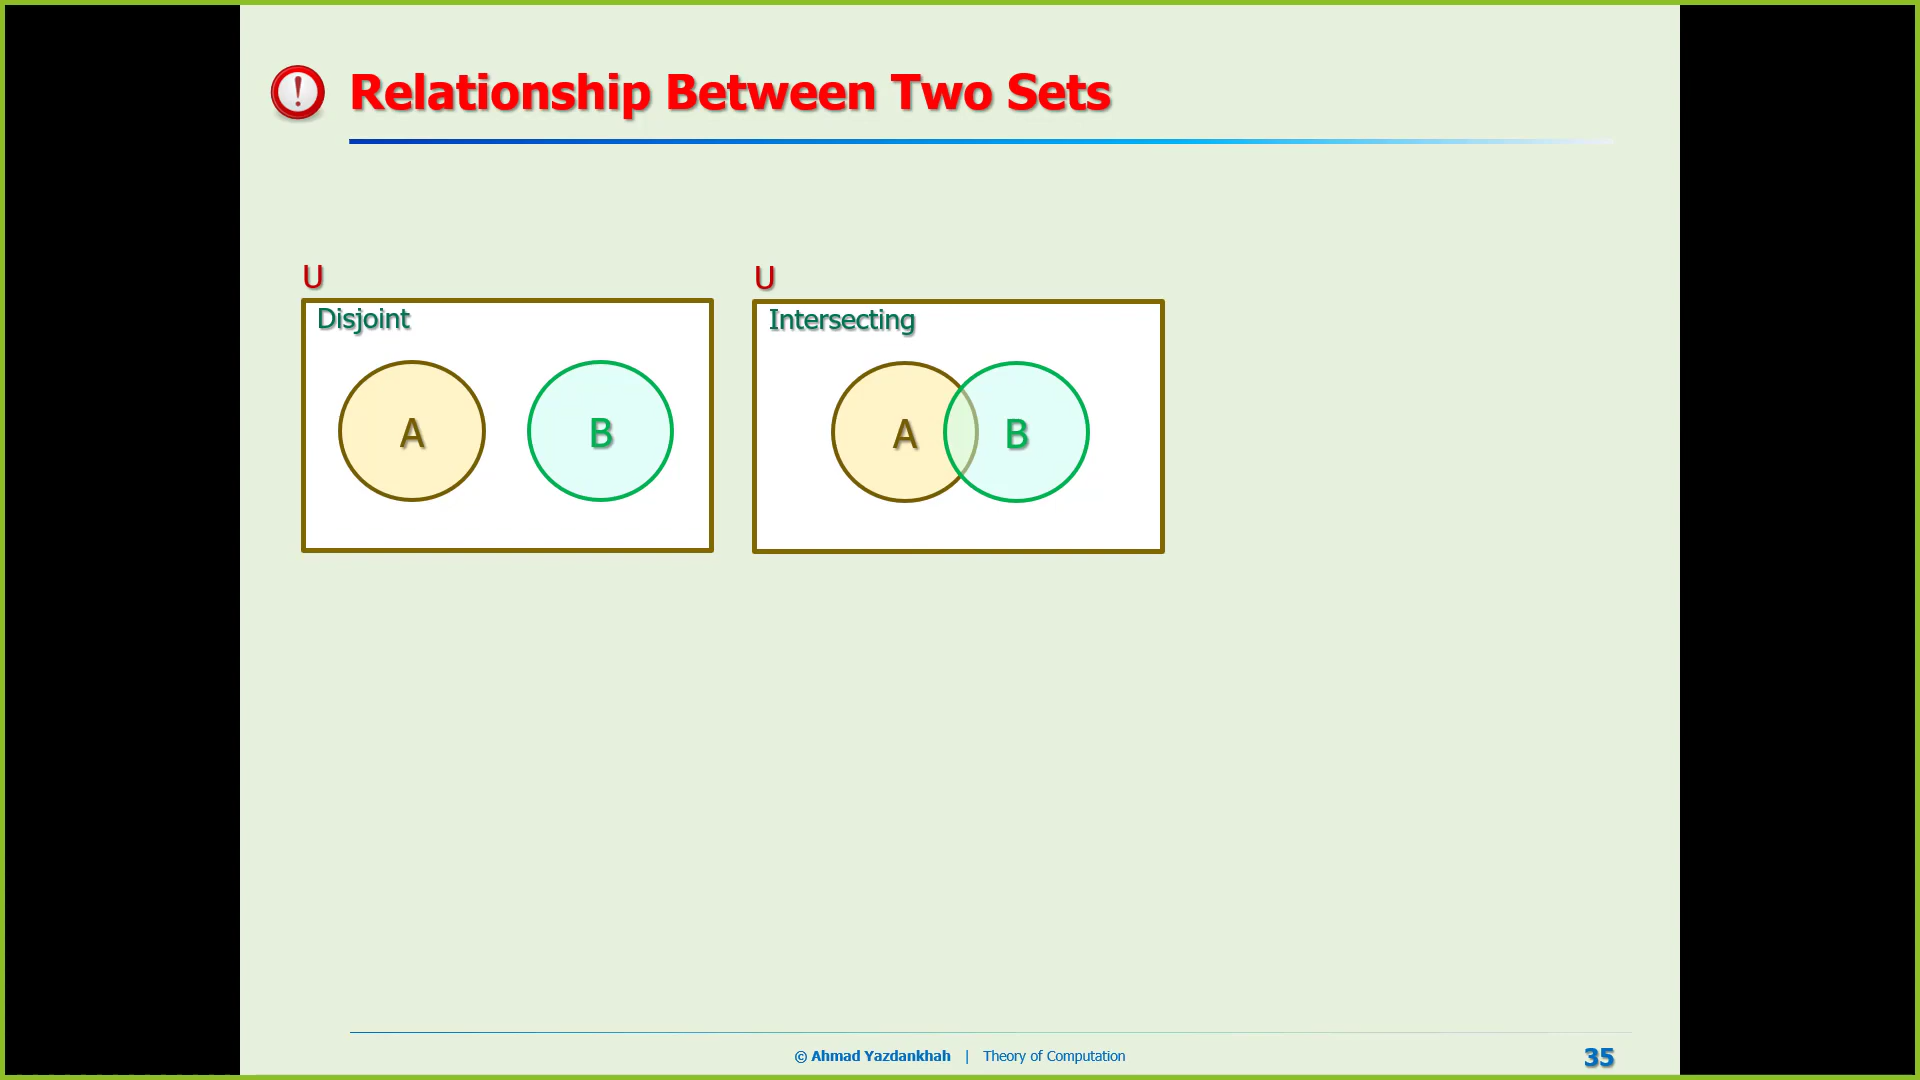 Relationship Between Two Sets
U
Disjoint
A
B
U
Intersecting
A
B
© Ahmad Yazdankhah | Theory of Computation
35